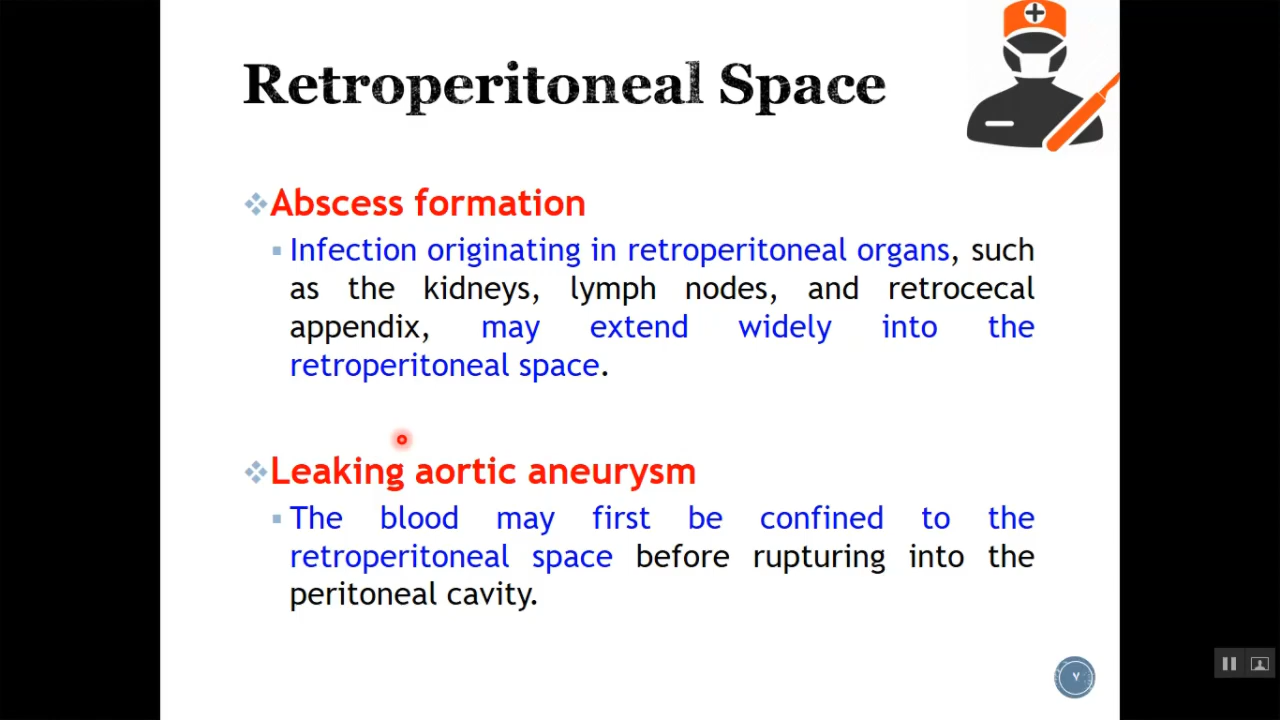 Retroperitoneal Space
Abscess formation
Infection originating in retroperitoneal organs, such
as the kidneys, lymph nodes, and retrocecal
appendix, may extend widely into the
retroperitoneal space.
Leaking aortic aneurysm
The blood may first be confined to the
retroperitoneal space before rupturing into the
peritoneal cavity.
٧